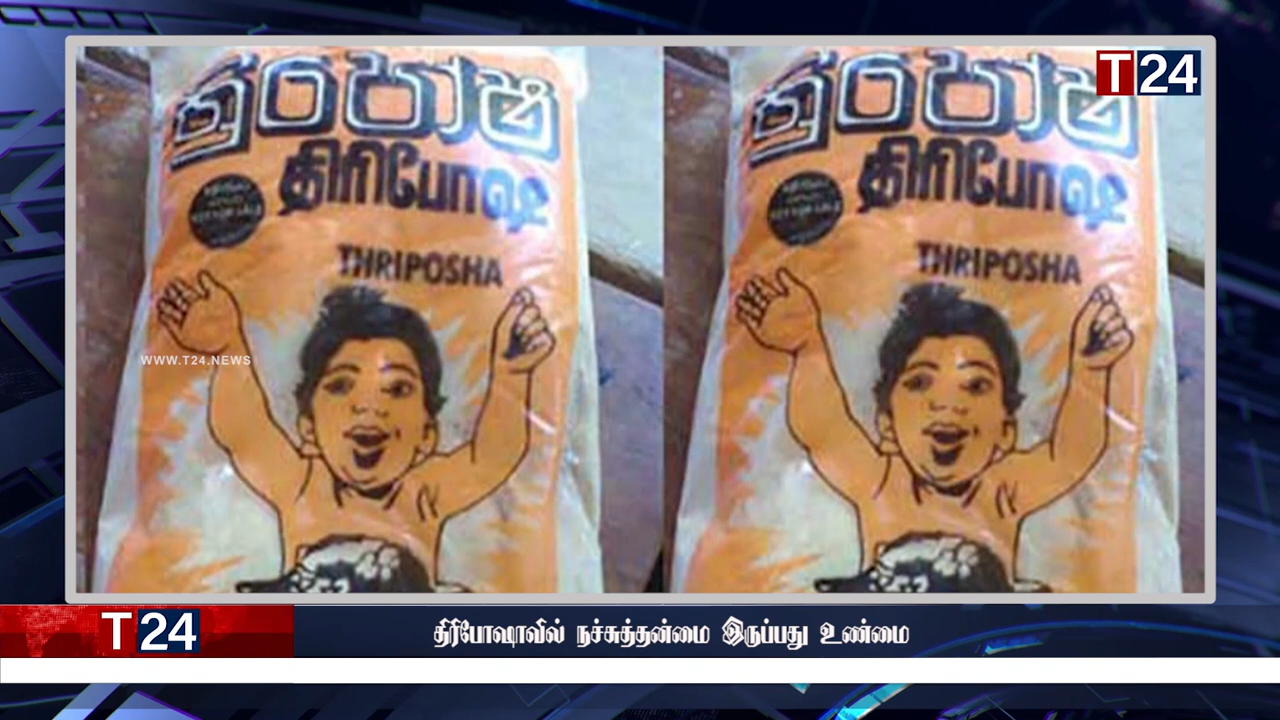 T24
ත්‍රිපෝෂ
திரிபோஷ
THRIPOSHA
ත්‍රිපෝෂ
திரிபோஷ
THRIPOSHA
WWW.T24.NEWS
T24
திரிபோஷாவில் நச்சுத்தன்மை இருப்பது உண்மை